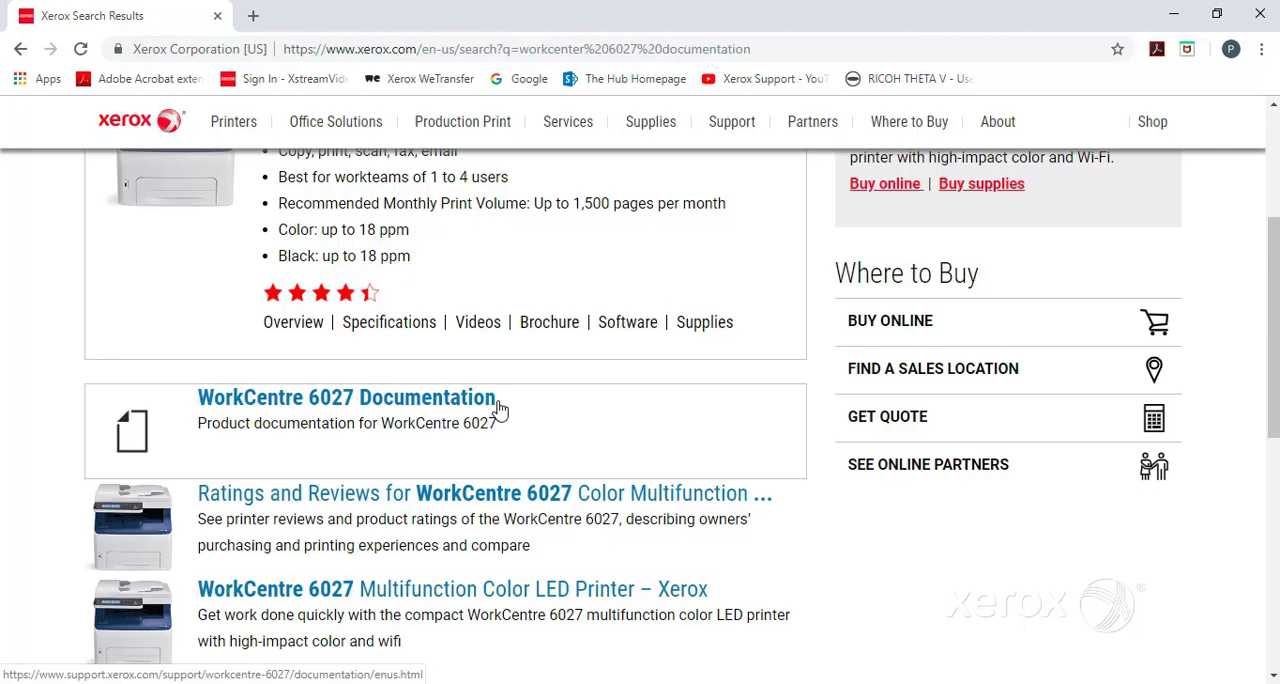 Xerox Search Results
Xerox Corporation [US] | https://www.xerox.com/en-us/search?q=workcenter%206027%20documentation
P
Apps Adobe Acrobat exten Sign In - XstreamVid Xerox WeTransfer Google The Hub Homepage Xerox Support - YouT RICOH THETA V - Use
xerox Printers Office Solutions Production Print Services Supplies Support Partners Where to Buy About Shop
Copy, print, scan, fax, email
Best for workteams of 1 to 4 users
Recommended Monthly Print Volume: Up to 1,500 pages per month
Color: up to 18 ppm
Black: up to 18 ppm
Overview | Specifications | Videos | Brochure | Software | Supplies
WorkCentre 6027 Documentation
Product documentation for WorkCentre 6027
Ratings and Reviews for WorkCentre 6027 Color Multifunction ...
See printer reviews and product ratings of the WorkCentre 6027, describing owners’
purchasing and printing experiences and compare
WorkCentre 6027 Multifunction Color LED Printer – Xerox
Get work done quickly with the compact WorkCentre 6027 multifunction color LED printer
with high-impact color and wifi
printer with high-impact color and Wi-Fi.
Buy online | Buy supplies
Where to Buy
BUY ONLINE
FIND A SALES LOCATION
GET QUOTE
SEE ONLINE PARTNERS
xerox
https://www.support.xerox.com/support/workcentre-6027/documentation/enus.html